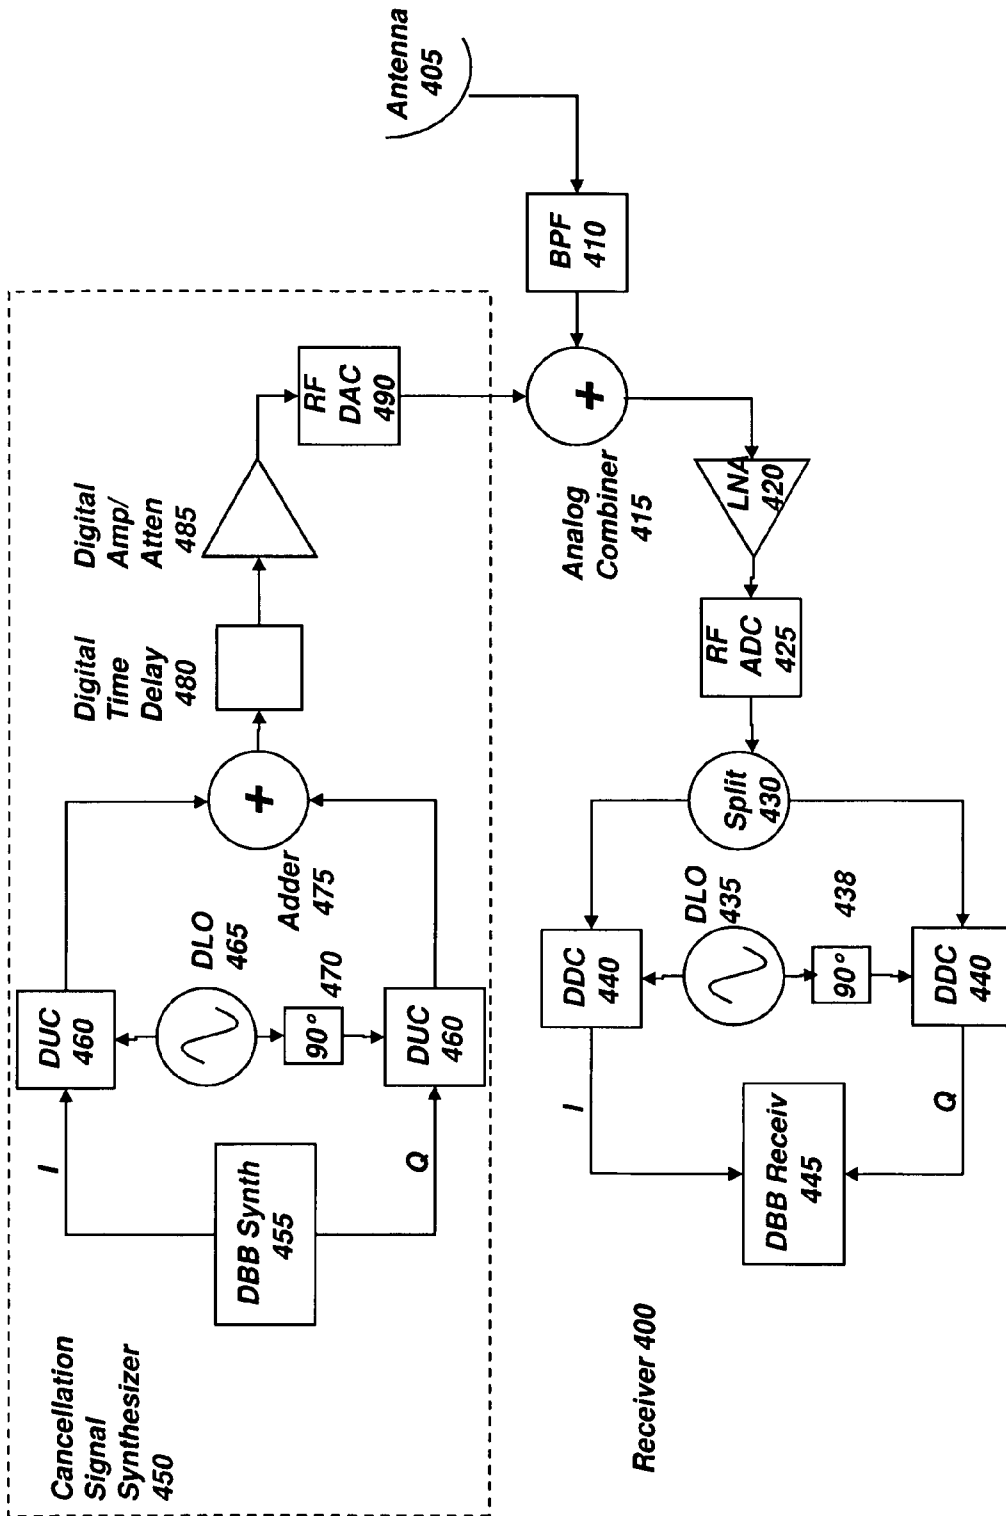 Cancellation
Signal
Synthesizer
450
DBB Synth
455
I
Q
DUC
460
DLO
465
470
90°
DUC
460
Adder
475
+
Digital
Time
Delay
480
Digital
Amp/
Atten
485
RF
DAC
490
Antenna
405
BPF
410
+
Analog
Combiner
415
LNA
420
RF
ADC
425
Split
430
DLO
435
438
90°
DDC
440
DDC
440
I
Q
DBB Receiv
445
Receiver 400